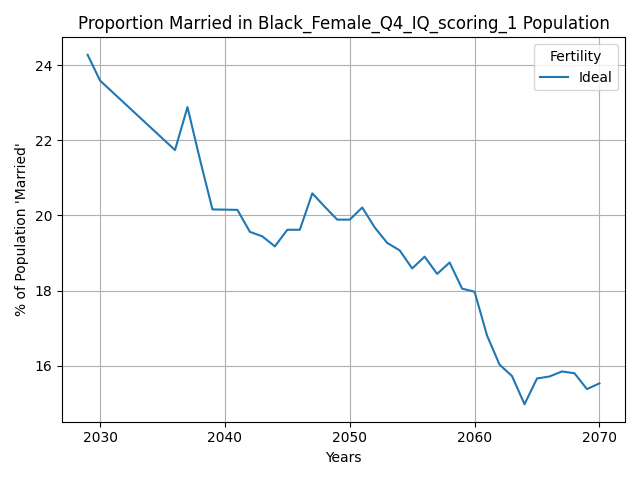 Proportion Married in Black_Female_Q4_IQ_scoring_1 Population
Fertility
Ideal
% of Population 'Married'
24
22
20
18
16
2030 2040 2050 2060 2070
Years